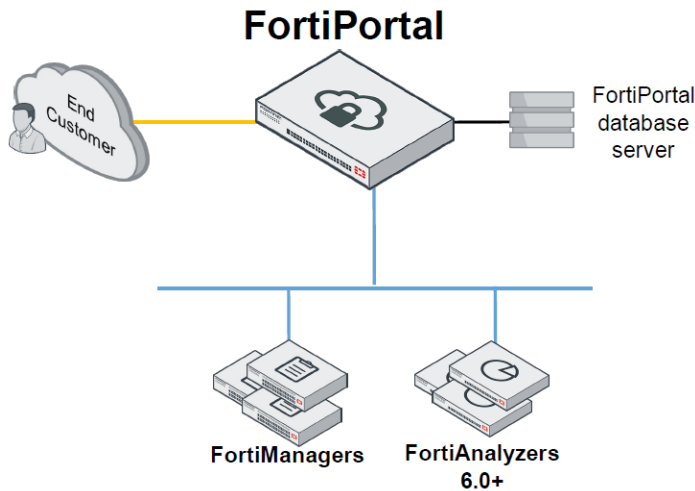 FortiPortal
End
Customer
FortiPortal
database
server
FortiManagers
FortiAnalyzers
6.0+